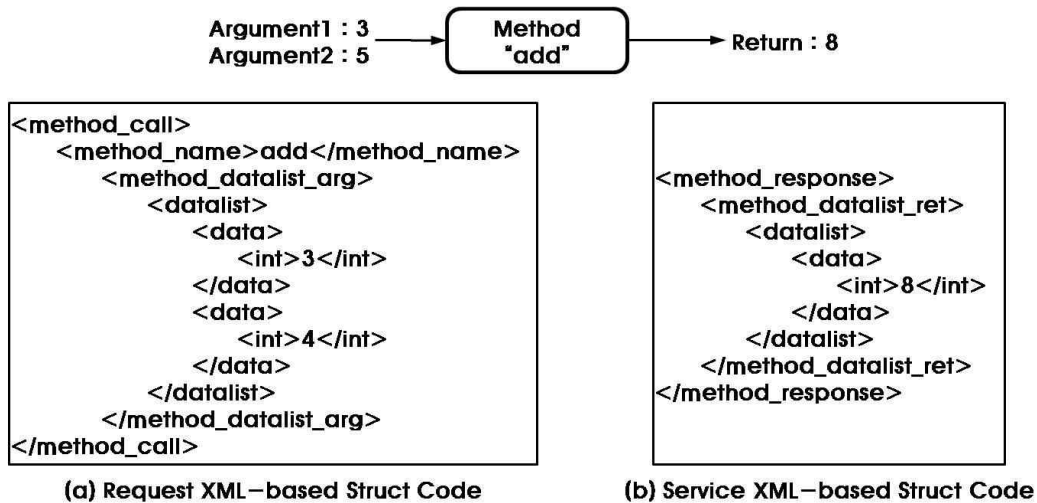 Argument1 : 3
Argument2 : 5
Method
"add"
Return : 8
<method_call>
<method_name>add</method_name>
<method_datalist_arg>
<datalist>
<data>
<int>3</int>
</data>
<data>
<int>4</int>
</data>
</datalist>
</method_datalist_arg>
</method_call>
(a) Request XML-based Struct Code
<method_response>
<method_datalist_ret>
<datalist>
<data>
<int>8</int>
</data>
</datalist>
</method_datalist_ret>
</method_response>
(b) Service XML-based Struct Code